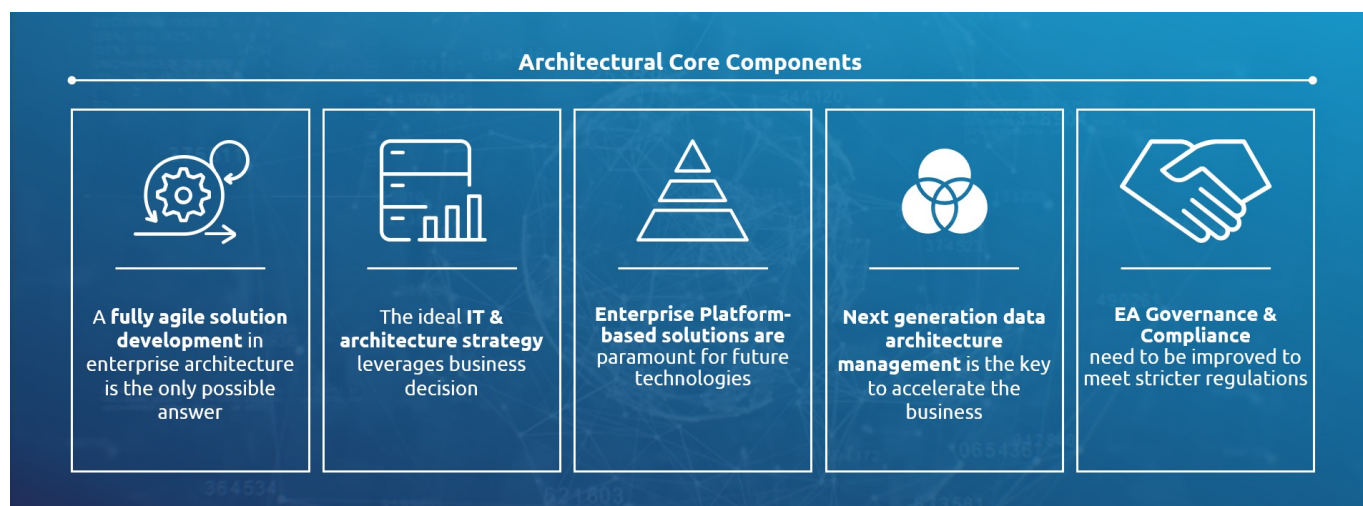 Architectural Core Components
A fully agile solution
development in
enterprise architecture
is the only possible
answer
The ideal IT &
architecture strategy
leverages business
decision
Enterprise Platform-
based solutions are
paramount for future
technologies
Next generation data
architecture
management is the key
to accelerate the
business
EA Governance &
Compliance
need to be improved to
meet stricter regulations
364534
621803